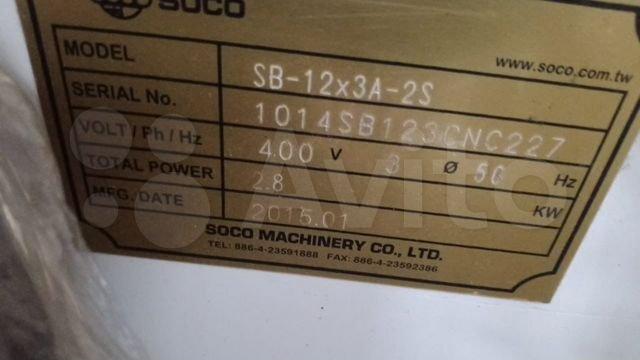 SOCO
www.soco.com.tw
MODEL SB-12x3A-2S
SERIAL No. 1014SB123CNC227
VOLT / Ph / Hz 400 V 3 Ø 50 Hz
TOTAL POWER 2.8 KW
MFG. DATE 2015.01
SOCO MACHINERY CO., LTD.
TEL: 886-4-23591888 FAX: 886-4-23592386
Avito